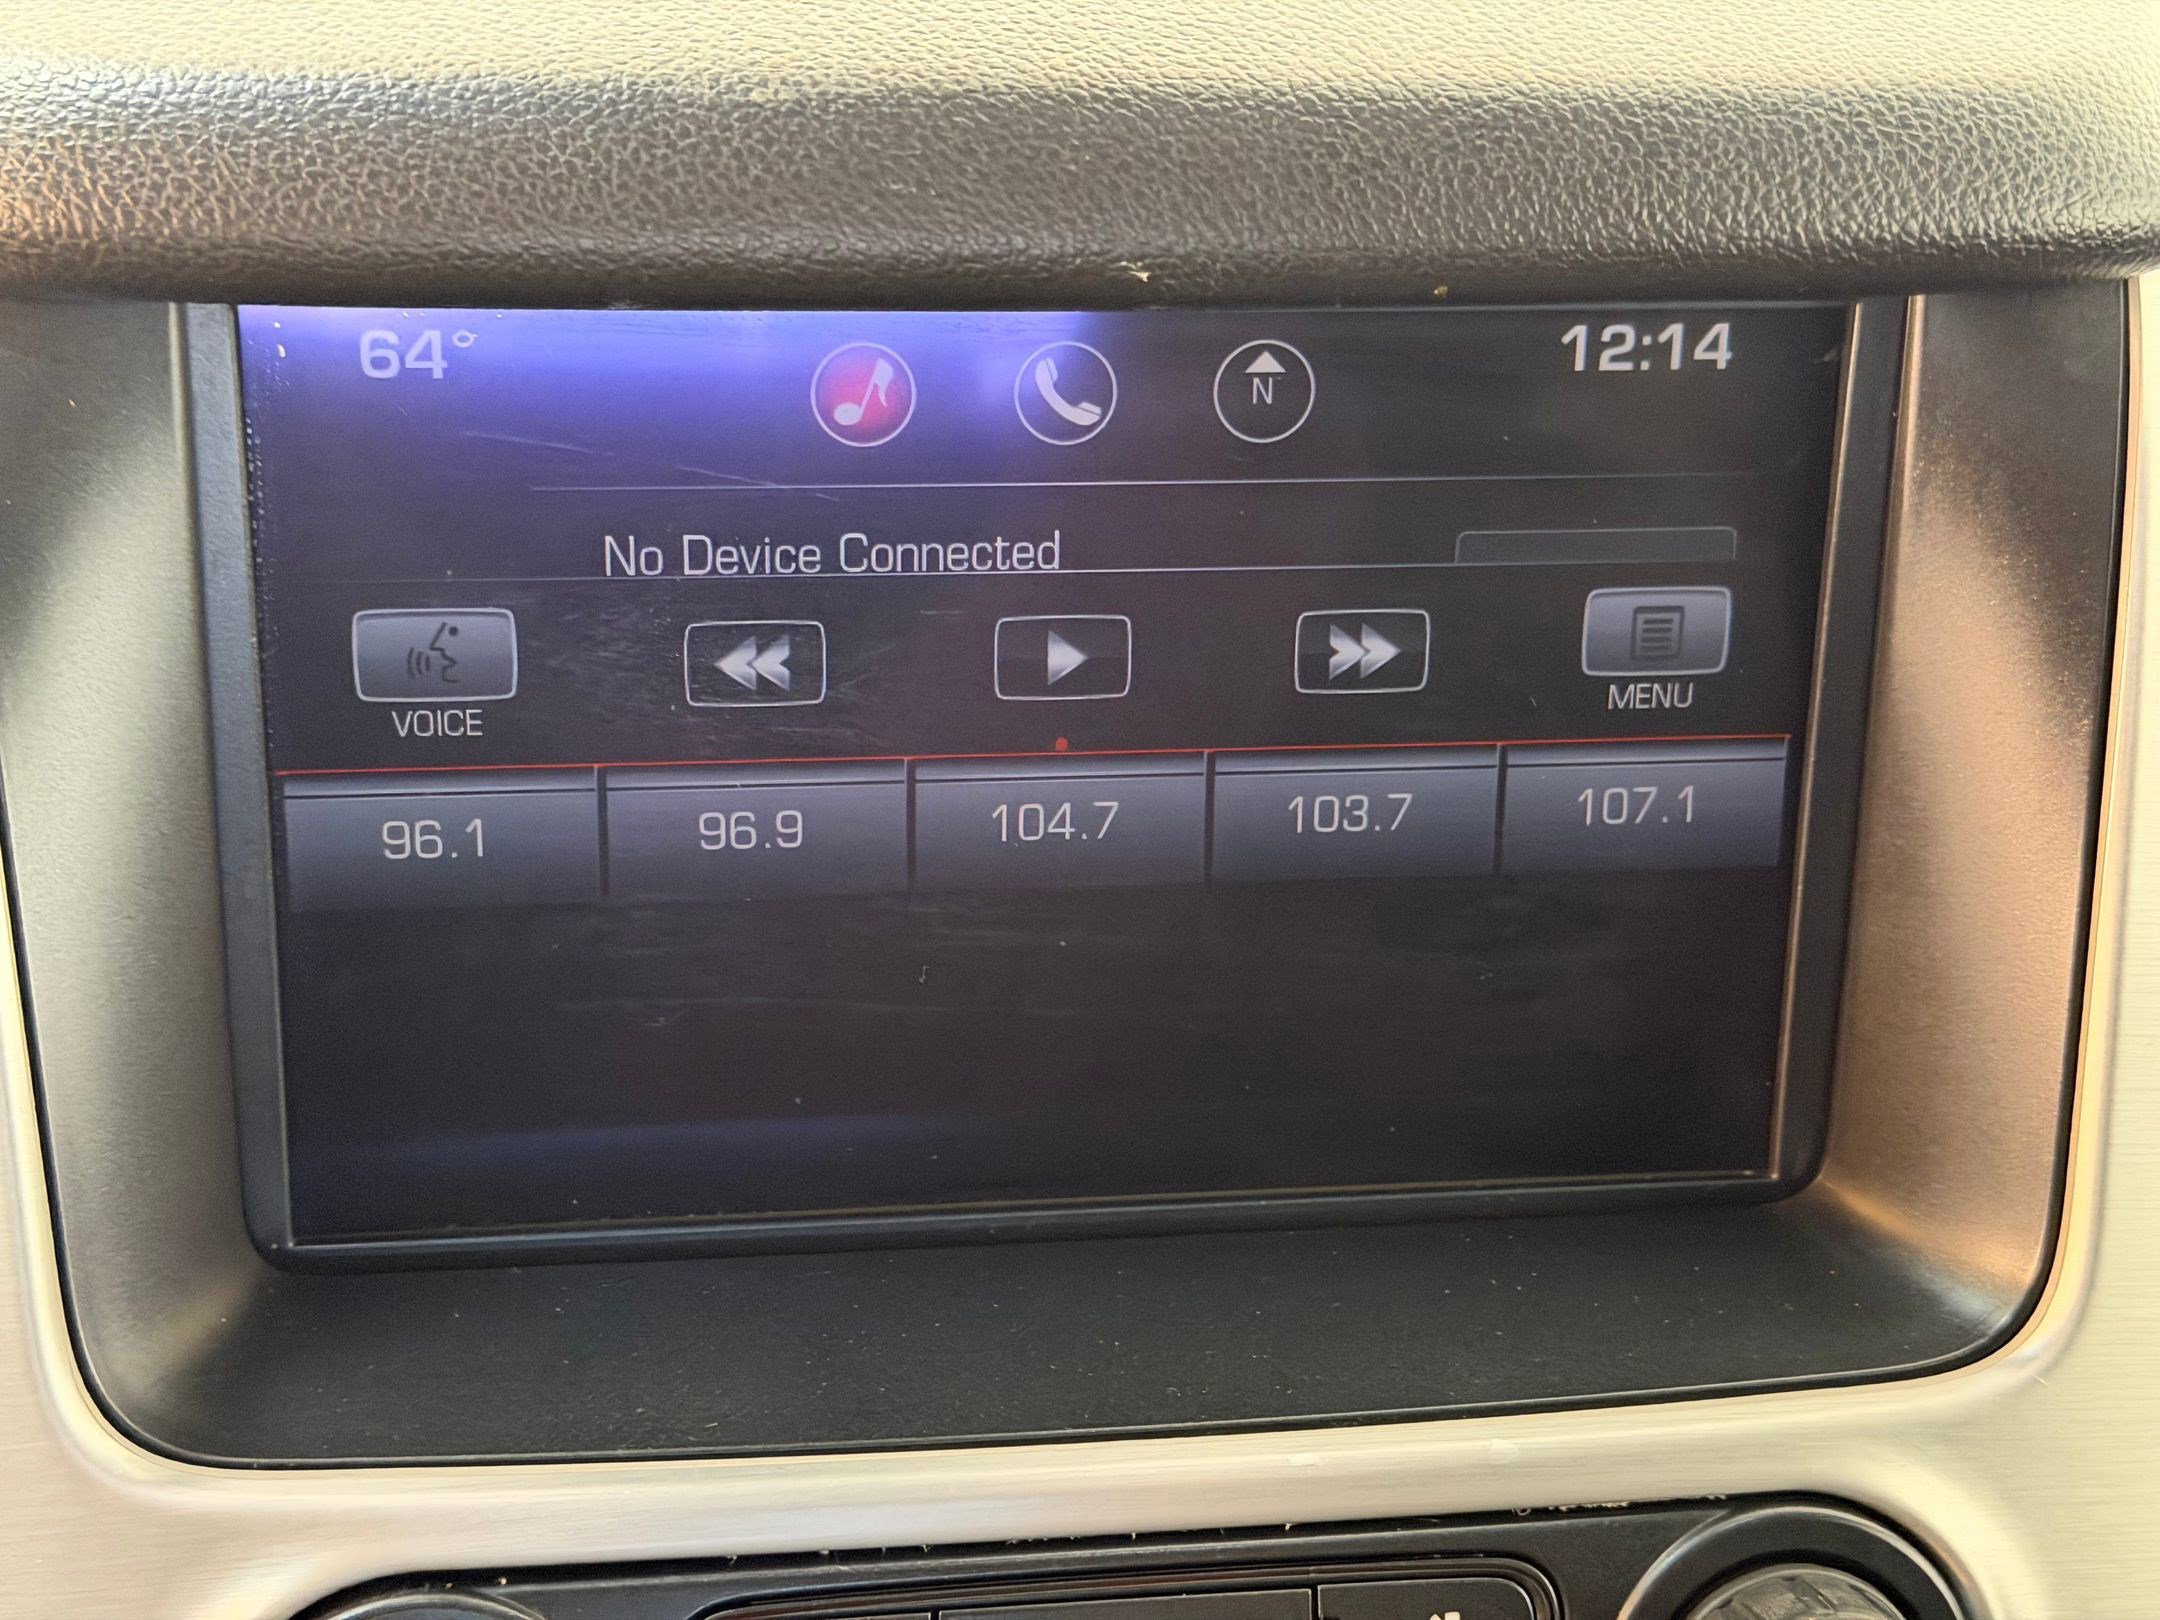 64° N 12:14
No Device Connected
VOICE MENU
96.1 96.9 104.7 103.7 107.1